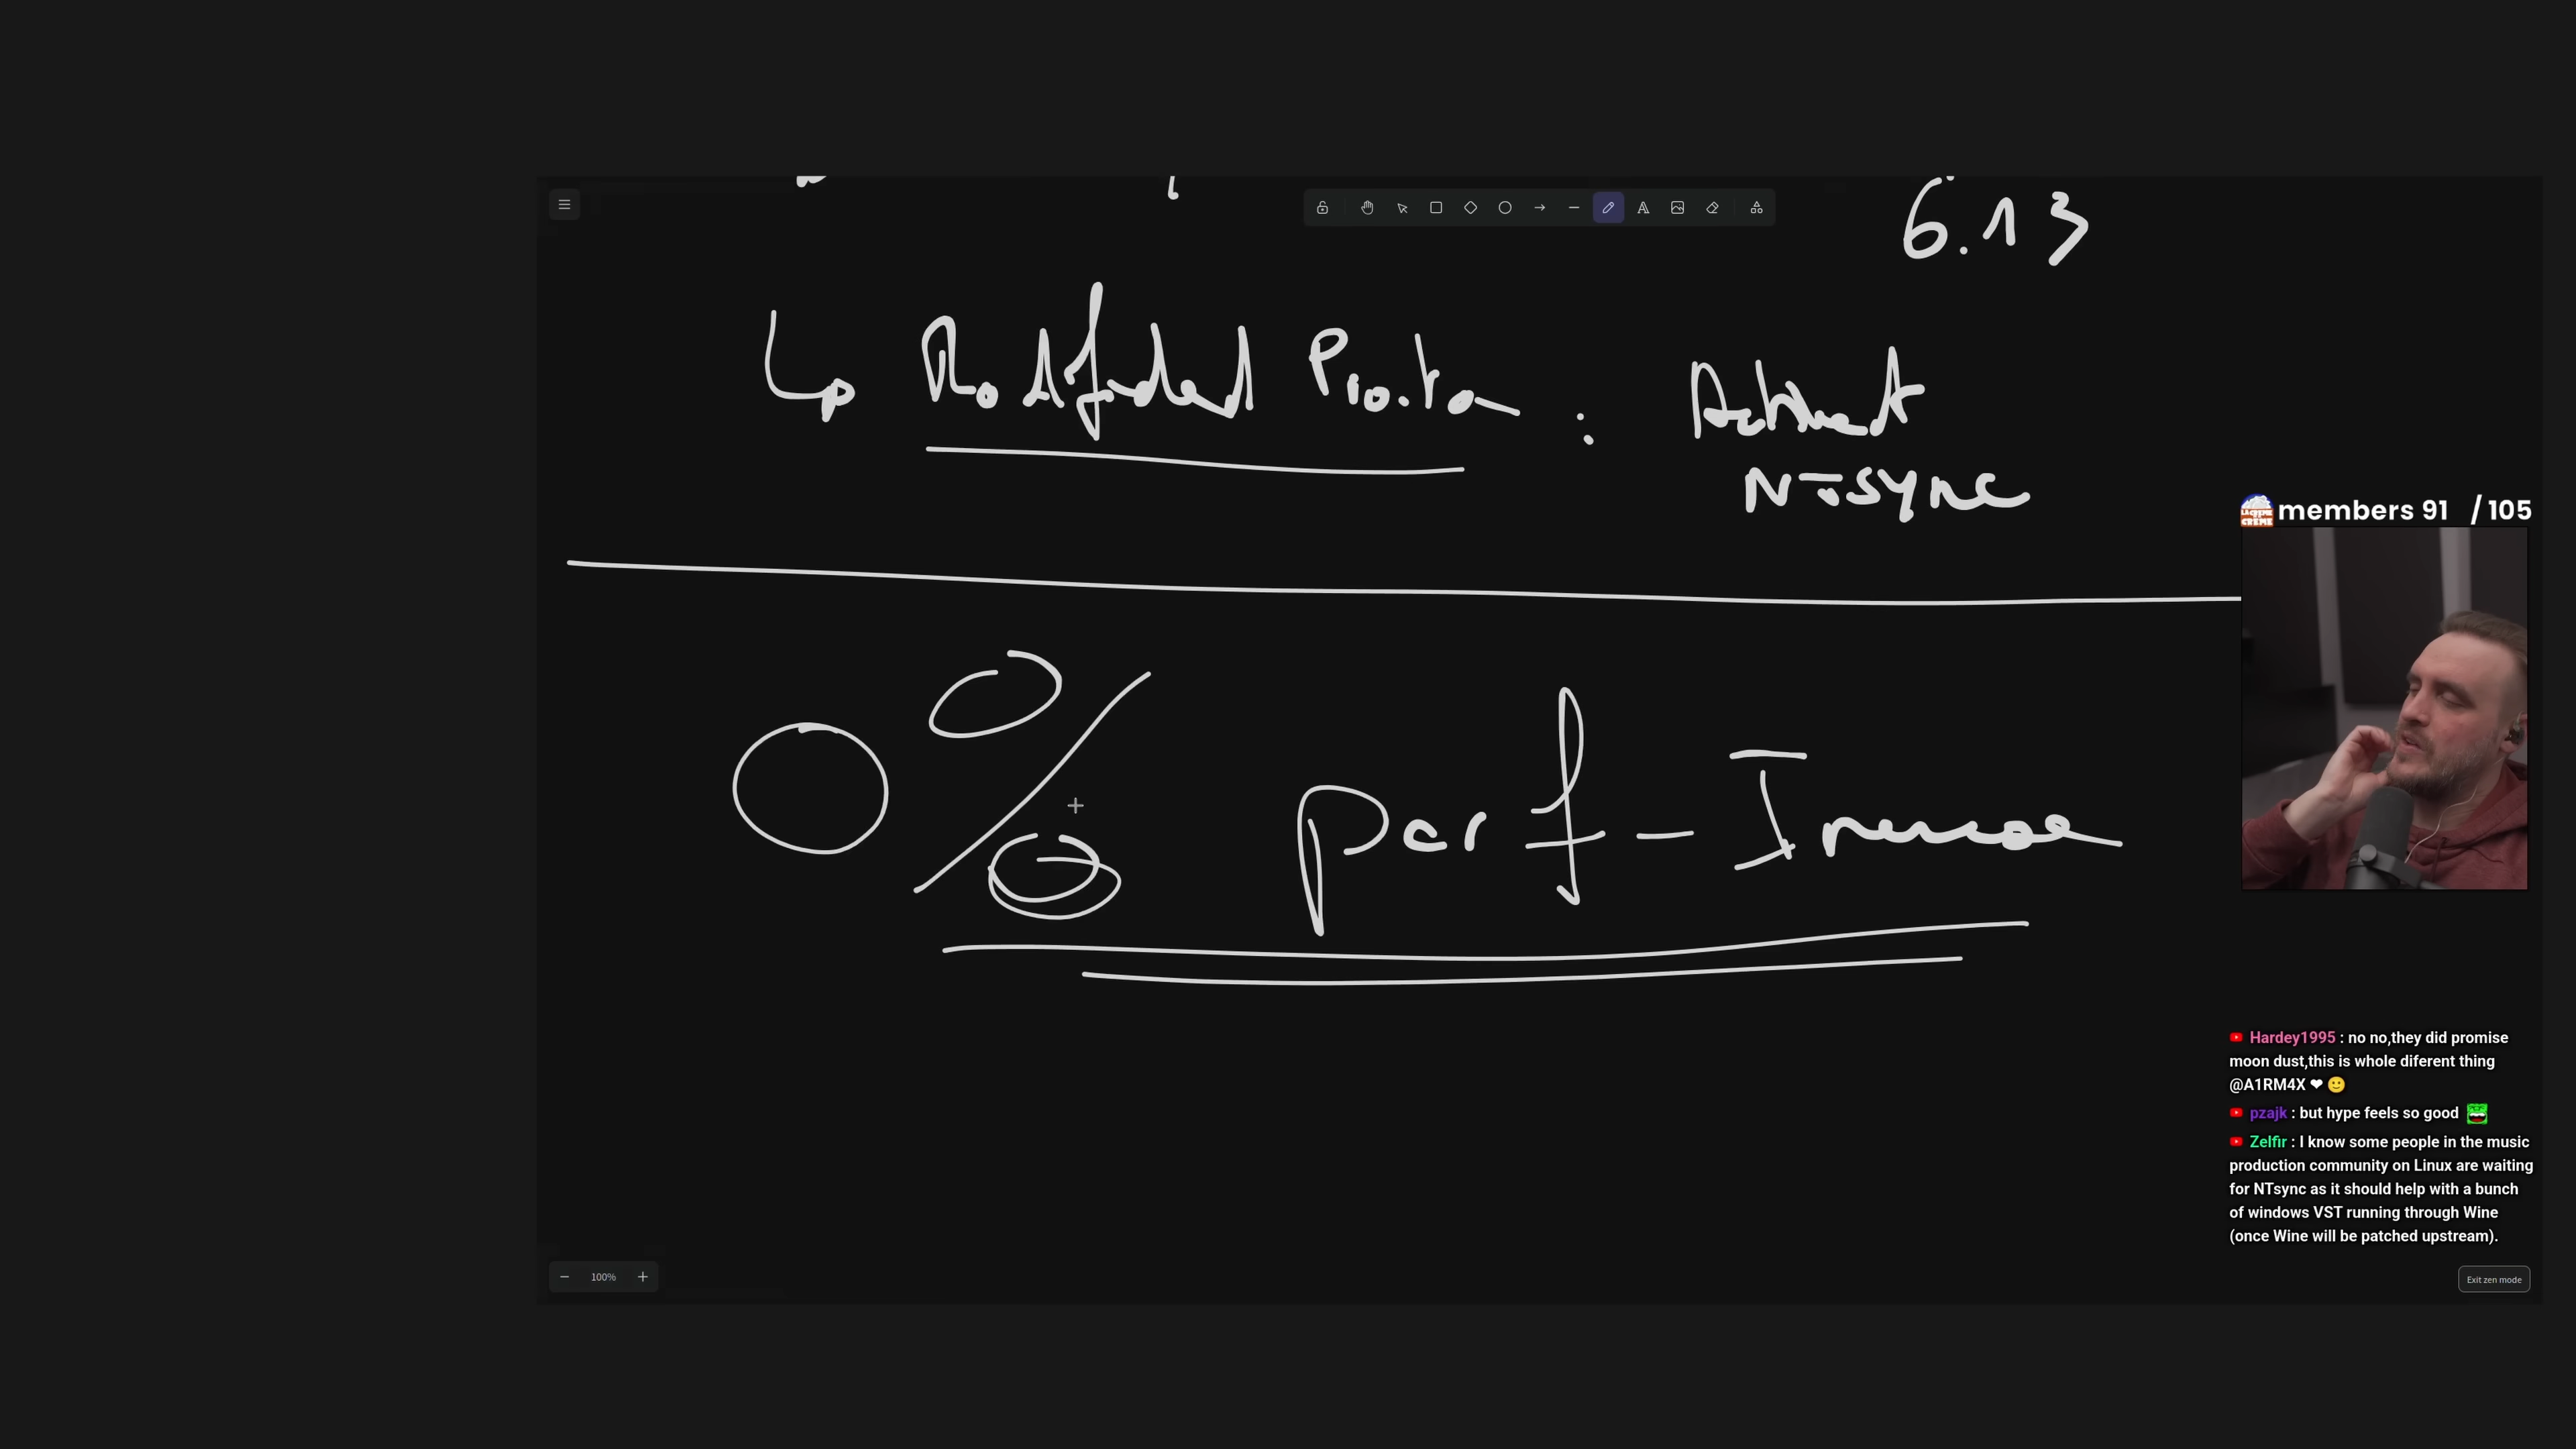 6.13
Modified Proton :
NTsync
0% perf - Increase
members 91 / 105
Hardey1995 : no no,they did promise
moon dust,this is whole diferent thing
@A1RM4X ❤ 🙂
pzajk : but hype feels so good
Zelfir : I know some people in the music
production community on Linux are waiting
for NTsync as it should help with a bunch
of windows VST running through Wine
(once Wine will be patched upstream).
100%
Exit zen mode